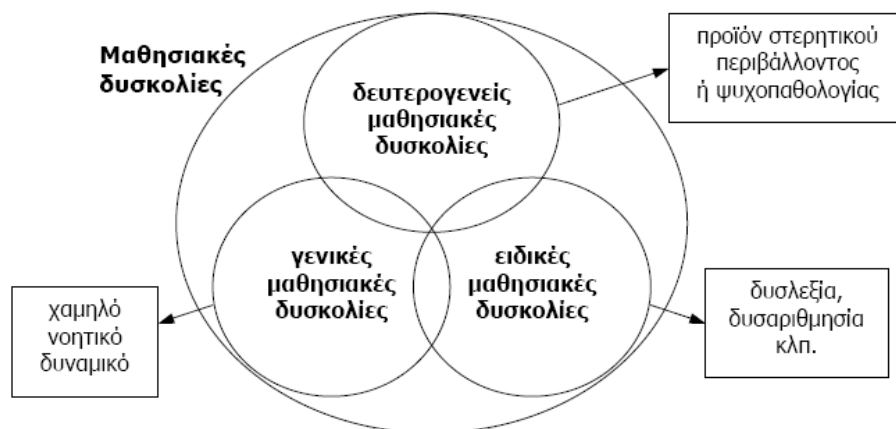 Μαθησιακές
δυσκολίες
δευτερογενείς
μαθησιακές
δυσκολίες
προϊόν στερητικού
περιβάλλοντος
ή ψυχοπαθολογίας
γενικές
μαθησιακές
δυσκολίες
ειδικές
μαθησιακές
δυσκολίες
χαμηλό
νοητικό
δυναμικό
δυσλεξία,
δυσαριθμησία
κλπ.